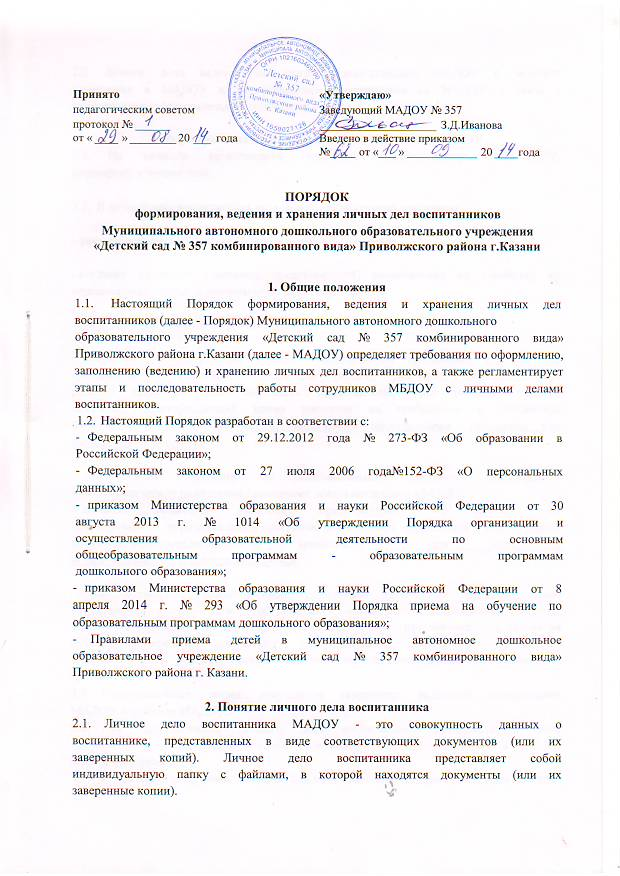 Принято
педагогическим советом
протокол № 1
от « 29 » 08 20 14 года
«Утверждаю»
Заведующий МАДОУ № 357
З.Д.Иванова
Введено в действие приказом
№ 62 от « 10 » 09 20 14 года
"Детский сад
№ 357
комбинированного вида"
Приволжского района
г. Казани
ПОРЯДОК
формирования, ведения и хранения личных дел воспитанников
Муниципального автономного дошкольного образовательного учреждения
«Детский сад № 357 комбинированного вида» Приволжского района г.Казани
1. Общие положения
1.1. Настоящий Порядок формирования, ведения и хранения личных дел
воспитанников (далее - Порядок) Муниципального автономного дошкольного
образовательного учреждения «Детский сад № 357 комбинированного вида»
Приволжского района г.Казани (далее - МАДОУ) определяет требования по оформлению,
заполнению (ведению) и хранению личных дел воспитанников, а также регламентирует
этапы и последовательность работы сотрудников МБДОУ с личными делами
воспитанников.
1.2. Настоящий Порядок разработан в соответствии с:
- Федеральным законом от 29.12.2012 года № 273-ФЗ «Об образовании в
Российской Федерации»;
- Федеральным законом от 27 июля 2006 года№152-ФЗ «О персональных
данных»;
- приказом Министерства образования и науки Российской Федерации от 30
августа 2013 г. № 1014 «Об утверждении Порядка организации и
осуществления образовательной деятельности по основным
общеобразовательным программам - образовательным программам
дошкольного образования»;
- приказом Министерства образования и науки Российской Федерации от 8
апреля 2014 г. № 293 «Об утверждении Порядка приема на обучение по
образовательным программам дошкольного образования»;
- Правилами приема детей в муниципальное автономное дошкольное
образовательное учреждение «Детский сад № 357 комбинированного вида»
Приволжского района г. Казани.
2. Понятие личного дела воспитанника
2.1. Личное дело воспитанника МАДОУ - это совокупность данных о
воспитаннике, представленных в виде соответствующих документов (или их
заверенных копий). Личное дело воспитанника представляет собой
индивидуальную папку с файлами, в которой находятся документы (или их
заверенные копии).